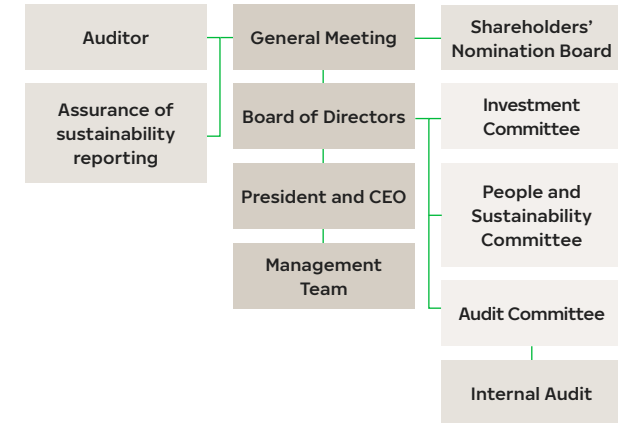 Auditor
General Meeting
Shareholders’
Nomination Board
Assurance of
sustainability
reporting
Board of Directors
Investment
Committee
President and CEO
People and
Sustainability
Committee
Management
Team
Audit Committee
Internal Audit